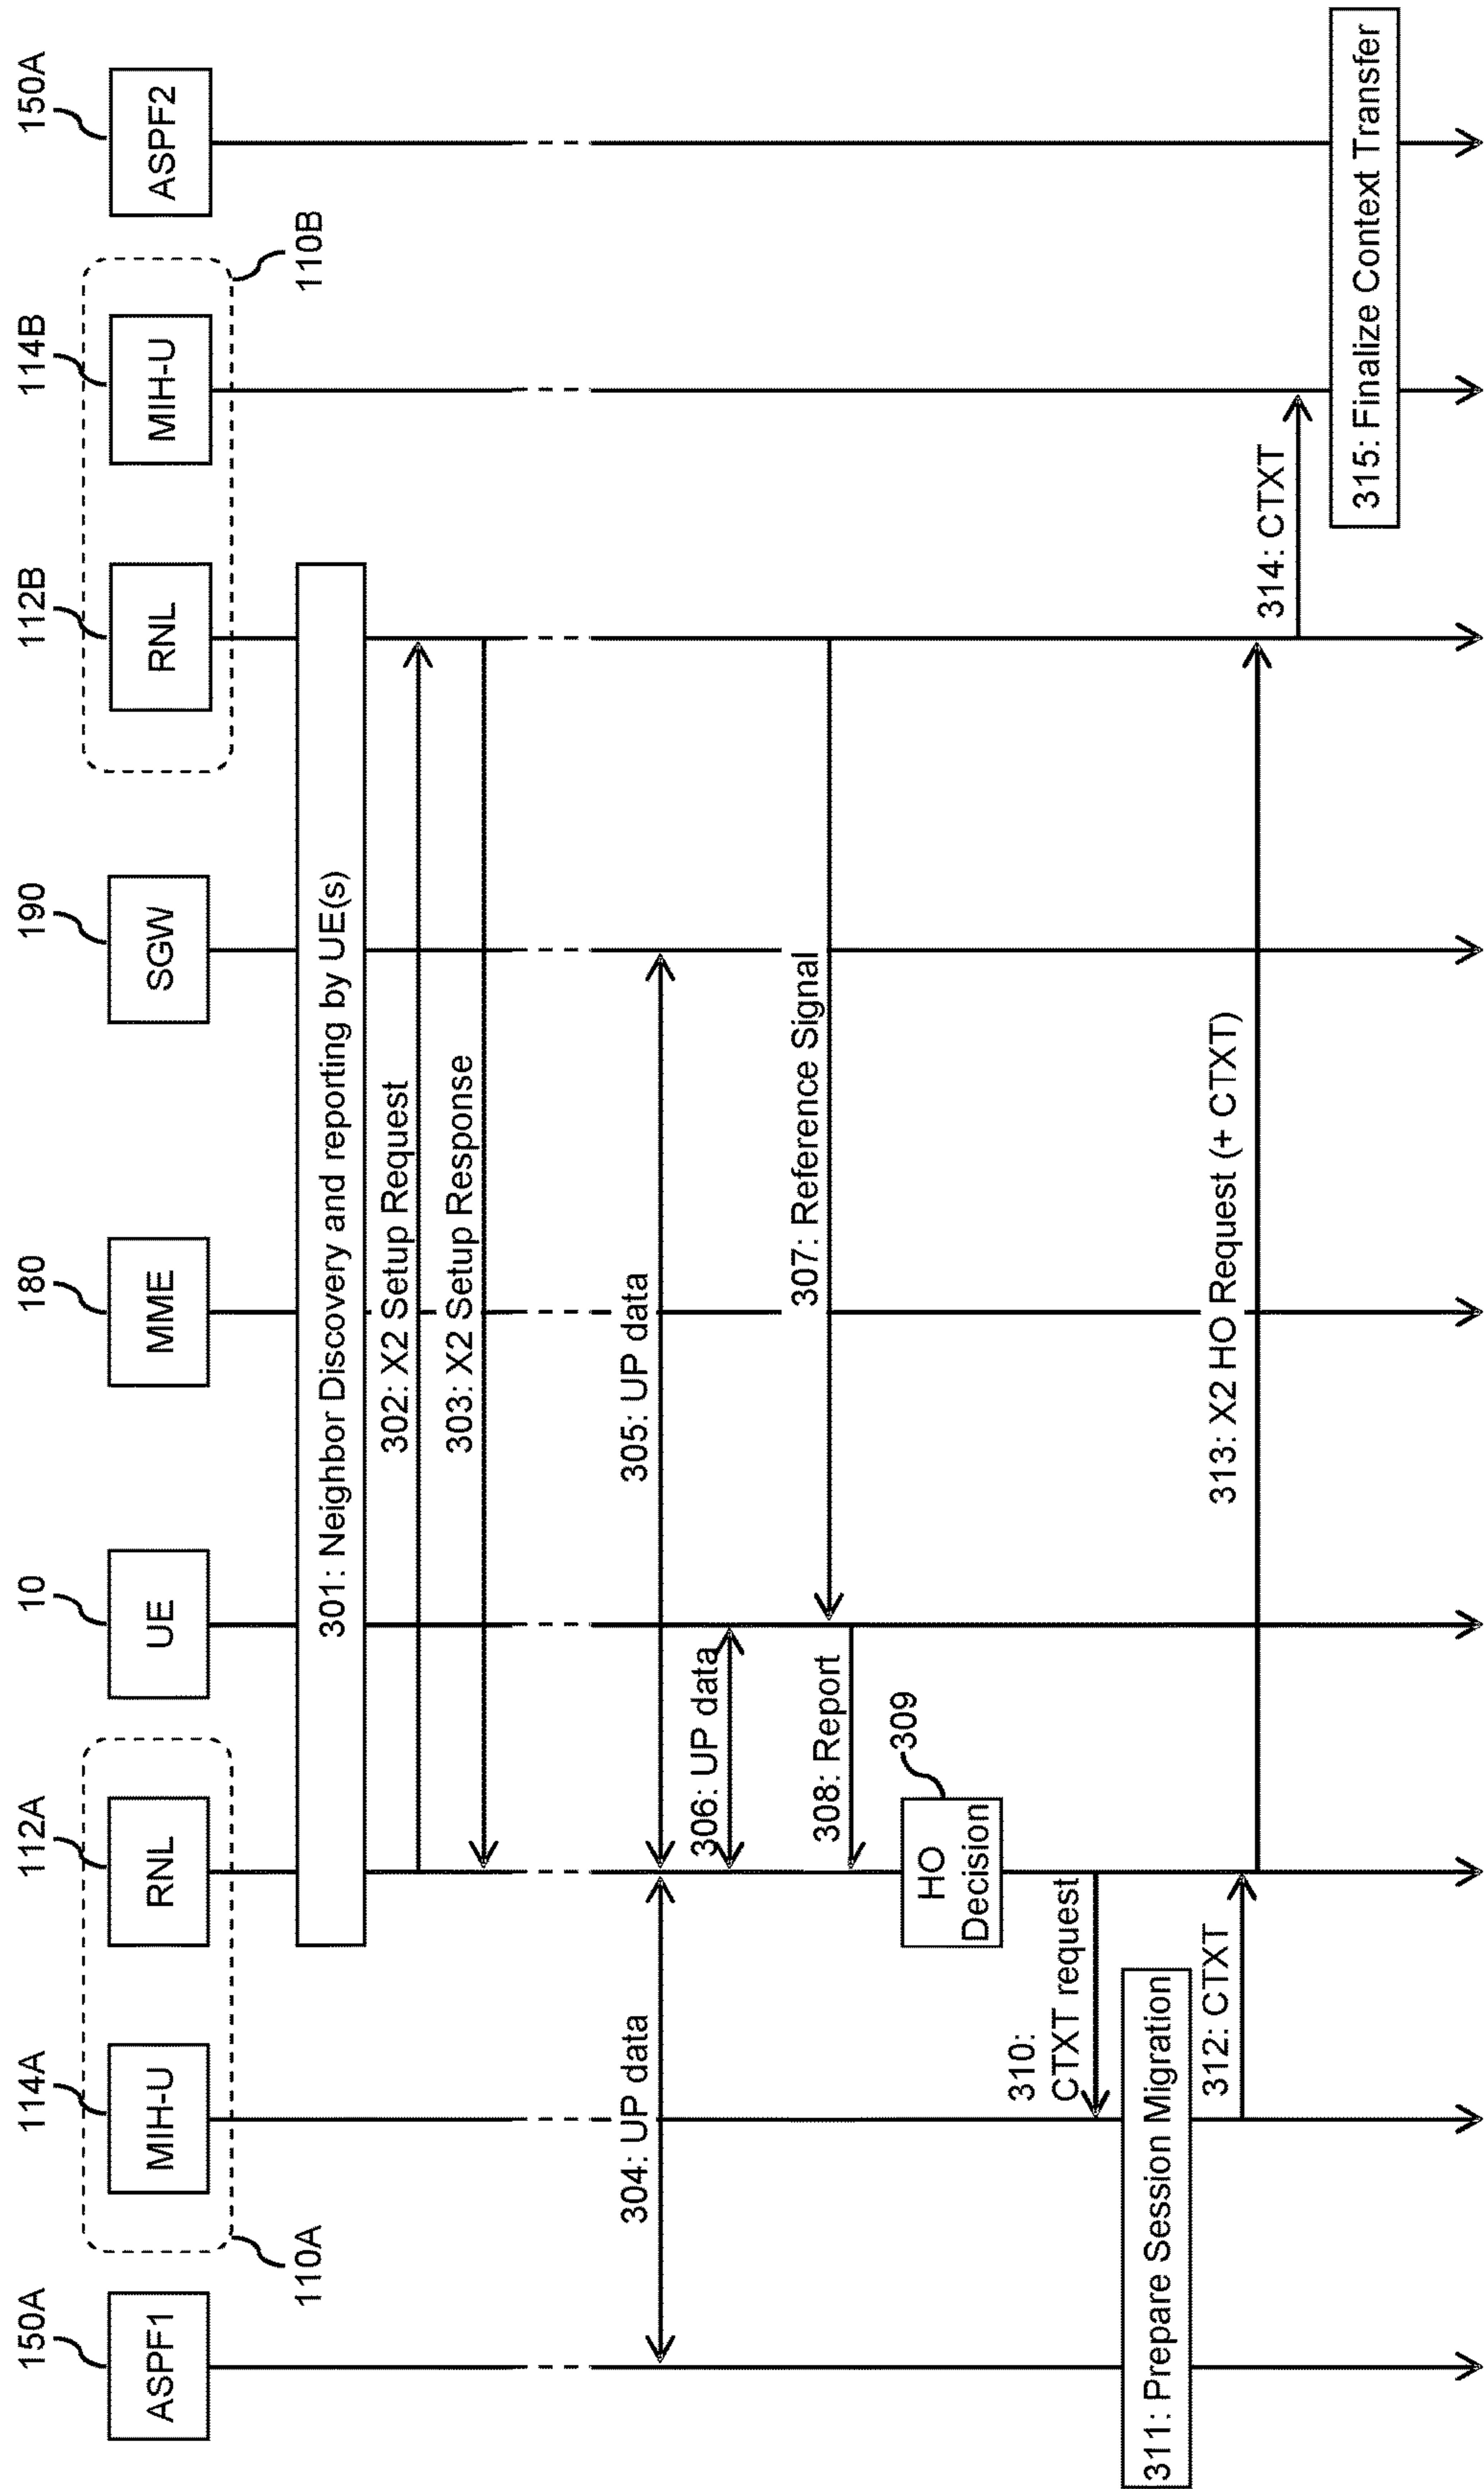 150A
114A
112A
10
180
190
112B
114B
150A
ASPF1
MIH-U
RNL
UE
MME
SGW
RNL
MIH-U
ASPF2
110A
110B
301: Neighbor Discovery and reporting by UE(s)
302: X2 Setup Request
303: X2 Setup Response
304: UP data
305: UP data
306: UP data
307: Reference Signal
308: Report
309
HO
Decision
310:
CTXT request
311: Prepare Session Migration
312: CTXT
313: X2 HO Request (+ CTXT)
314: CTXT
315: Finalize Context Transfer